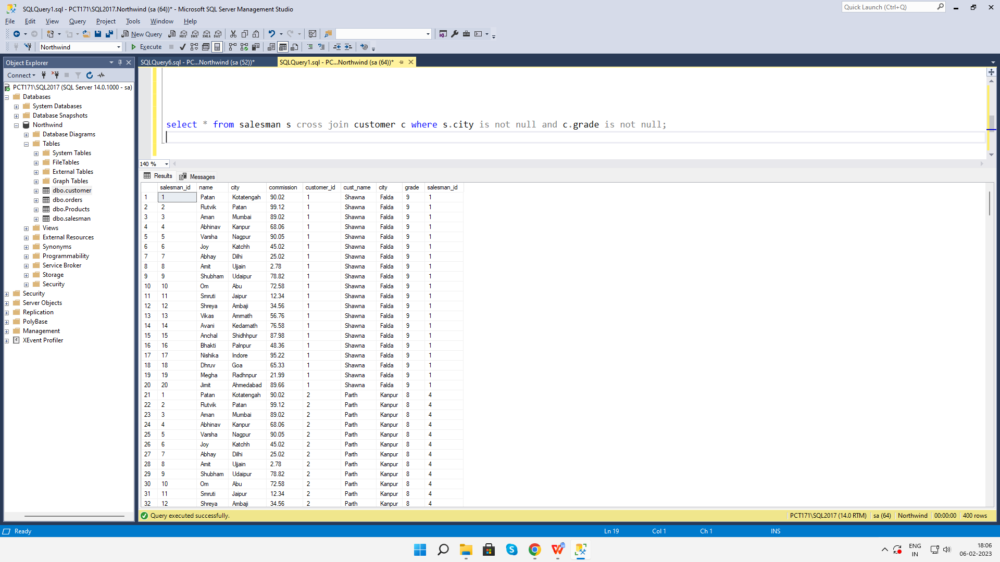 SQLQuery1.sql - PCT171\SQL2017.Northwind (sa (64))* - Microsoft SQL Server Management Studio
Quick Launch (Ctrl+Q)
File Edit View Query Project Tools Window Help
New Query MDX DMX XMLA DAX
Northwind Execute
Object Explorer
SQLQuery6.sql - PC...Northwind (sa (52))*
SQLQuery1.sql - PC...Northwind (sa (64))*
Connect
PCT171\SQL2017 (SQL Server 14.0.1000 - sa)
Databases
System Databases
Database Snapshots
Northwind
Database Diagrams
Tables
System Tables
FileTables
External Tables
Graph Tables
dbo.customer
dbo.orders
dbo.Products
dbo.salesman
Views
External Resources
Synonyms
Programmability
Service Broker
Storage
Security
Security
Server Objects
Replication
PolyBase
Management
XEvent Profiler
select * from salesman s cross join customer c where s.city is not null and c.grade is not null;
140 %
Results Messages
salesman_id name city commission customer_id cust_name city grade salesman_id
1 1 Patan Kotatengah 90.02 1 Shawna Falda 9 1
2 2 Rutvik Patan 99.12 1 Shawna Falda 9 1
3 3 Aman Mumbai 89.02 1 Shawna Falda 9 1
4 4 Abhinav Kanpur 68.06 1 Shawna Falda 9 1
5 5 Varsha Nagpur 90.05 1 Shawna Falda 9 1
6 6 Joy Katchh 45.02 1 Shawna Falda 9 1
7 7 Abhay Dilhi 25.02 1 Shawna Falda 9 1
8 8 Amit Ujjain 2.78 1 Shawna Falda 9 1
9 9 Shubham Udaipur 78.82 1 Shawna Falda 9 1
10 10 Om Abu 72.58 1 Shawna Falda 9 1
11 11 Smruti Jaipur 12.34 1 Shawna Falda 9 1
12 12 Shreya Ambaji 34.56 1 Shawna Falda 9 1
13 13 Vikas Amrnath 56.76 1 Shawna Falda 9 1
14 14 Avani Kedarnath 76.58 1 Shawna Falda 9 1
15 15 Anchal Shidhhpur 87.98 1 Shawna Falda 9 1
16 16 Bhakti Palnpur 48.36 1 Shawna Falda 9 1
17 17 Nishika Indore 95.22 1 Shawna Falda 9 1
18 18 Dhruv Goa 65.33 1 Shawna Falda 9 1
19 19 Megha Radhnpur 21.99 1 Shawna Falda 9 1
20 20 Jimit Ahmedabad 89.66 1 Shawna Falda 9 1
21 1 Patan Kotatengah 90.02 2 Parth Kanpur 8 4
22 2 Rutvik Patan 99.12 2 Parth Kanpur 8 4
23 3 Aman Mumbai 89.02 2 Parth Kanpur 8 4
24 4 Abhinav Kanpur 68.06 2 Parth Kanpur 8 4
25 5 Varsha Nagpur 90.05 2 Parth Kanpur 8 4
26 6 Joy Katchh 45.02 2 Parth Kanpur 8 4
27 7 Abhay Dilhi 25.02 2 Parth Kanpur 8 4
28 8 Amit Ujjain 2.78 2 Parth Kanpur 8 4
29 9 Shubham Udaipur 78.82 2 Parth Kanpur 8 4
30 10 Om Abu 72.58 2 Parth Kanpur 8 4
31 11 Smruti Jaipur 12.34 2 Parth Kanpur 8 4
32 12 Shreya Ambaji 34.56 2 Parth Kanpur 8 4
Query executed successfully. PCT171\SQL2017 (14.0 RTM) sa (64) Northwind 00:00:00 400 rows
Ready Ln 19 Col 1 Ch 1 INS
ENG
IN
18:06
06-02-2023